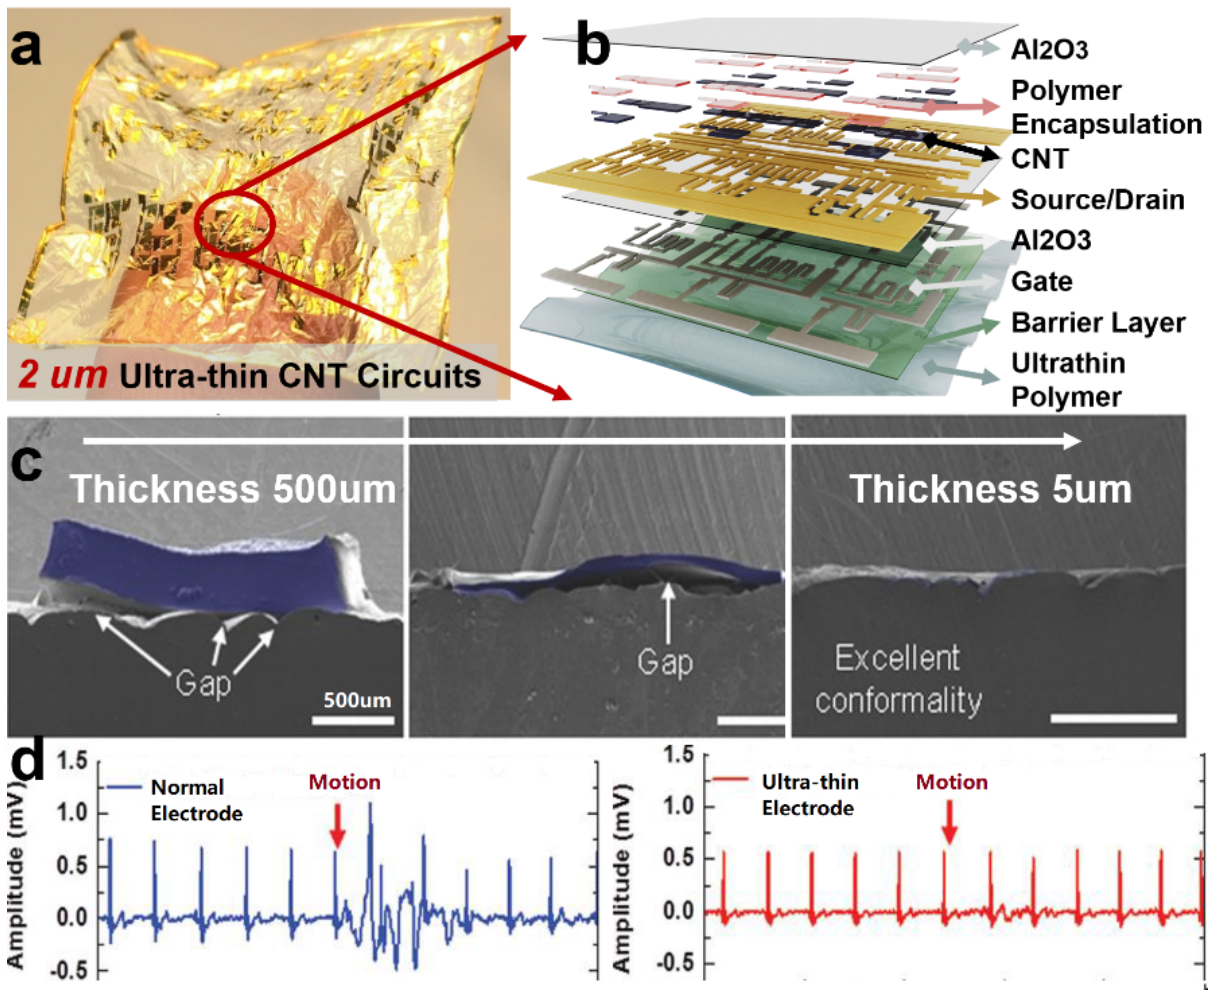 a
2 um Ultra-thin CNT Circuits
b
Al2O3
Polymer
Encapsulation
CNT
Source/Drain
Al2O3
Gate
Barrier Layer
Ultrathin
Polymer
c
Thickness 500um
Gap
500um
Gap
Thickness 5um
Excellent
conformality
d
Amplitude (mV)
1.5
1.0
0.5
0.0
-0.5
Normal
Electrode
Motion
Amplitude (mV)
1.5
1.0
0.5
0.0
-0.5
Ultra-thin
Electrode
Motion